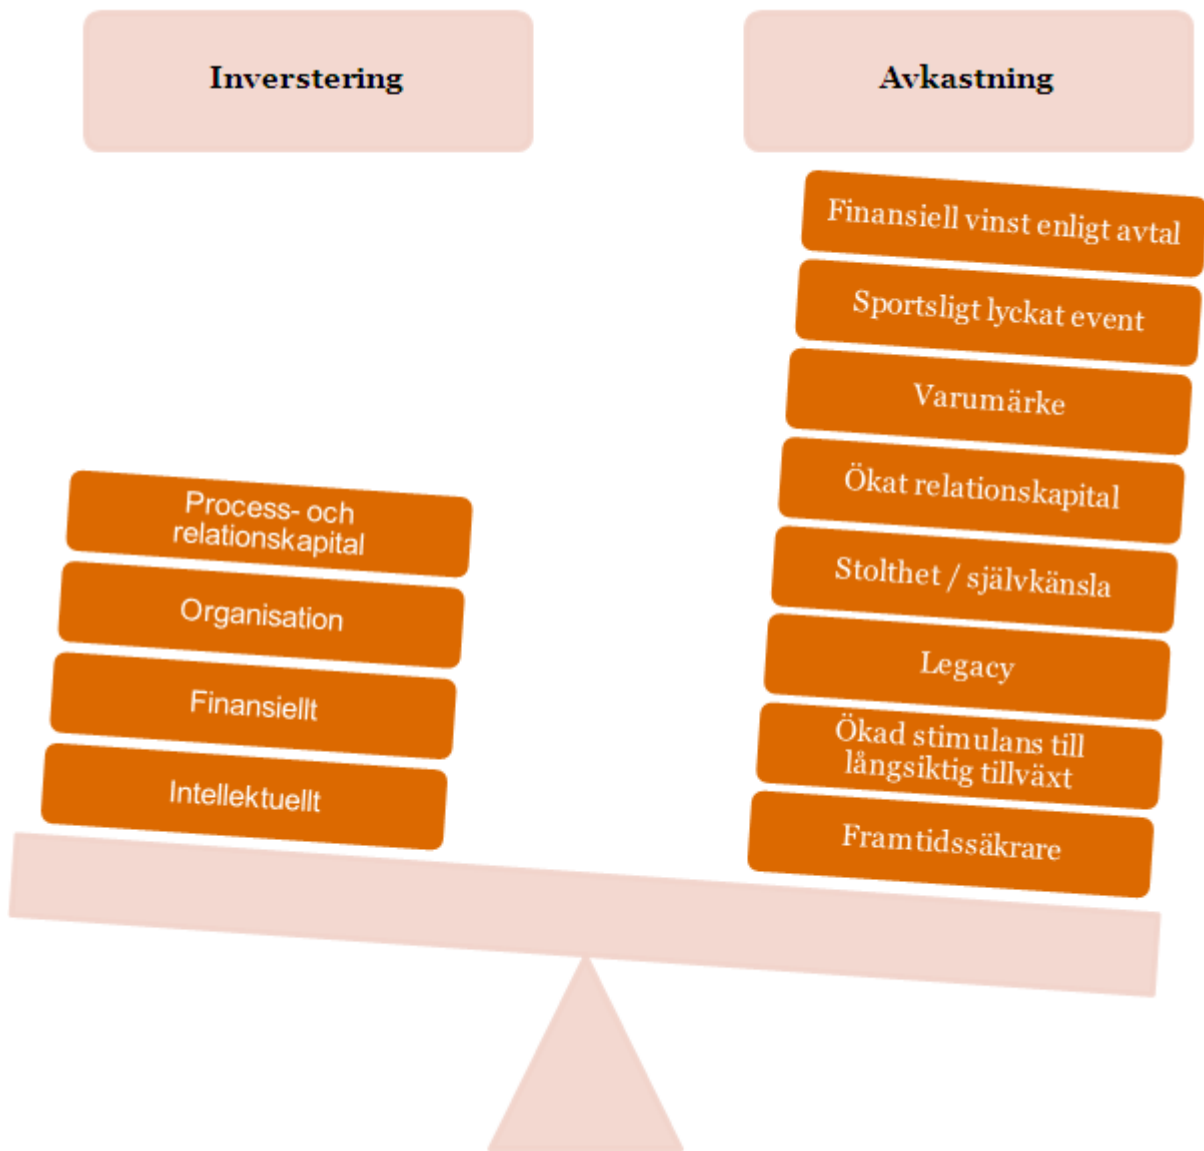 Inverstering
Avkastning
Process- och
relationskapital
Organisation
Finansiellt
Intellektuellt
Finansiell vinst enligt avtal
Sportsligt lyckat event
Varumärke
Ökat relationskapital
Stolthet / självkänsla
Legacy
Ökad stimulans till
långsiktig tillväxt
Framtidssäkrare